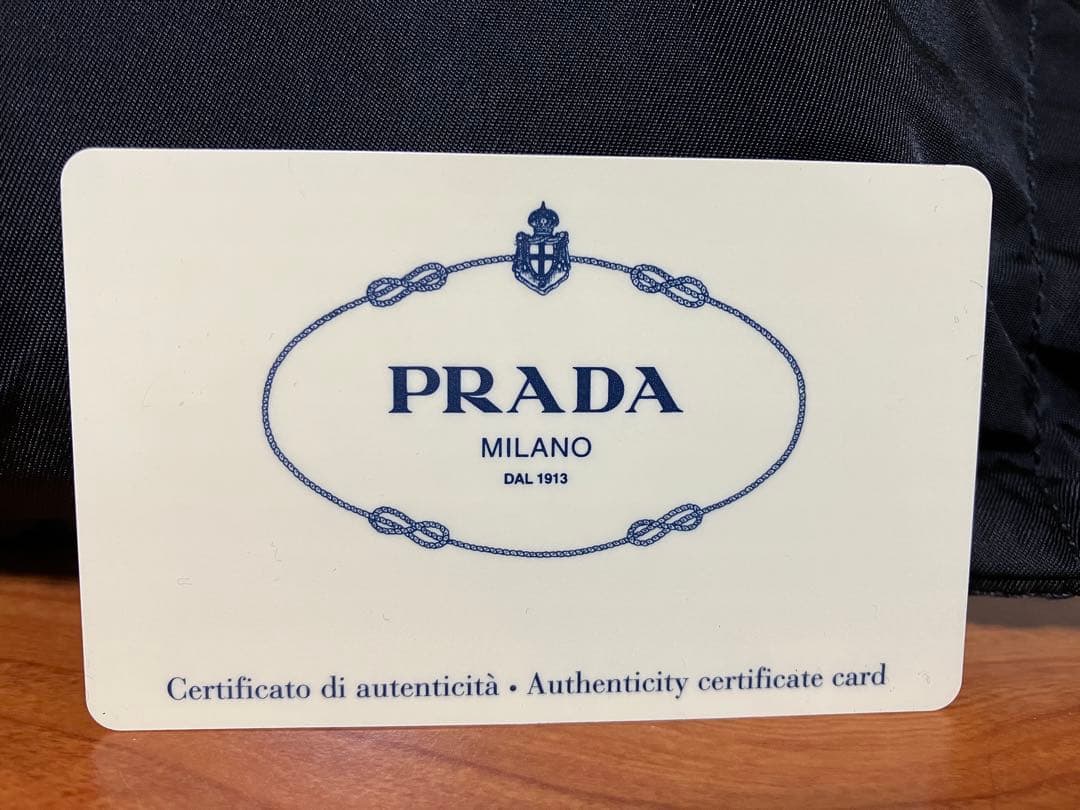 PRADA
MILANO
DAL 1913
Certificato di autenticità • Authenticity certificate card